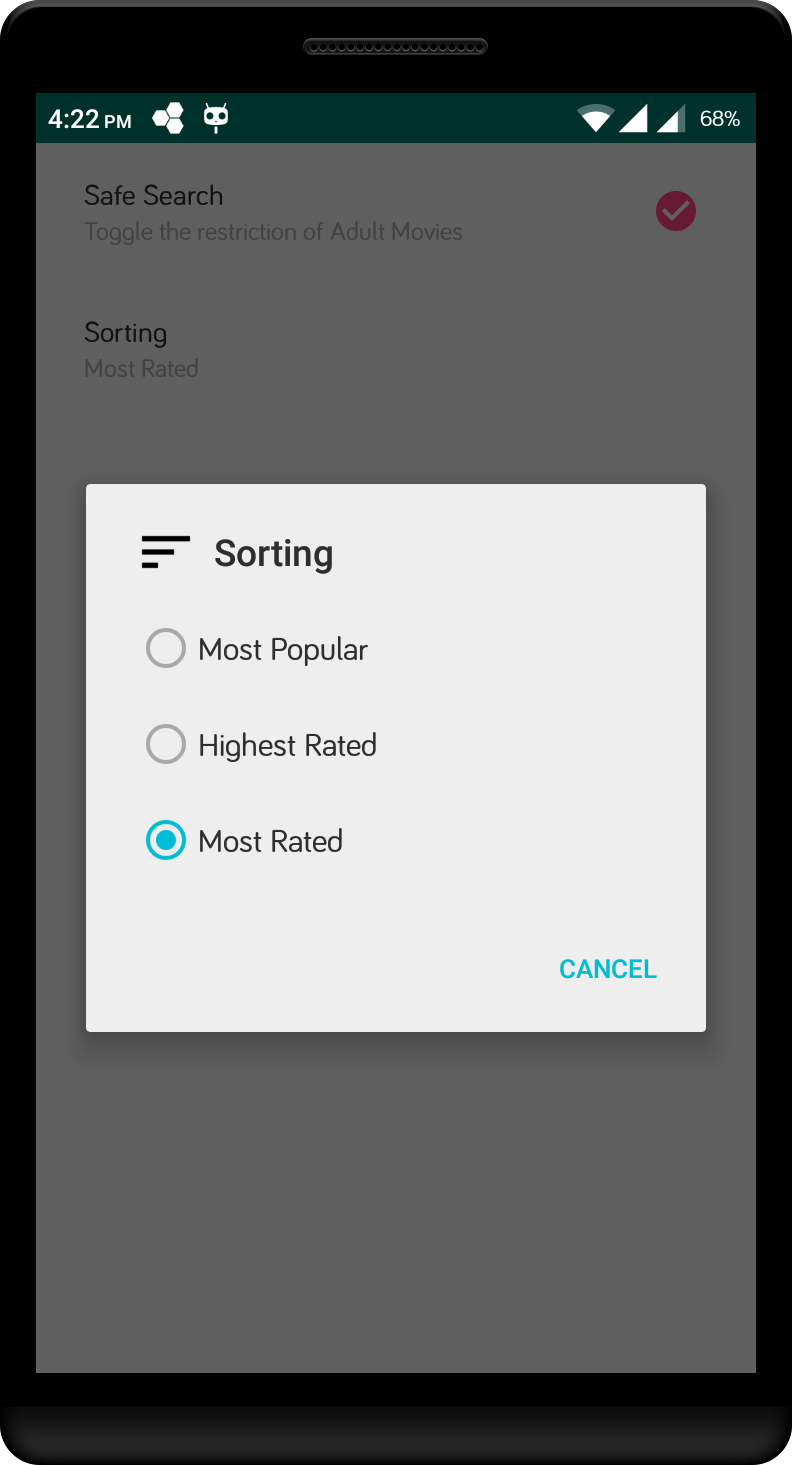 4:22 PM 68%
Safe Search
Toggle the restriction of Adult Movies
Sorting
Most Rated
Sorting
Most Popular
Highest Rated
Most Rated
CANCEL